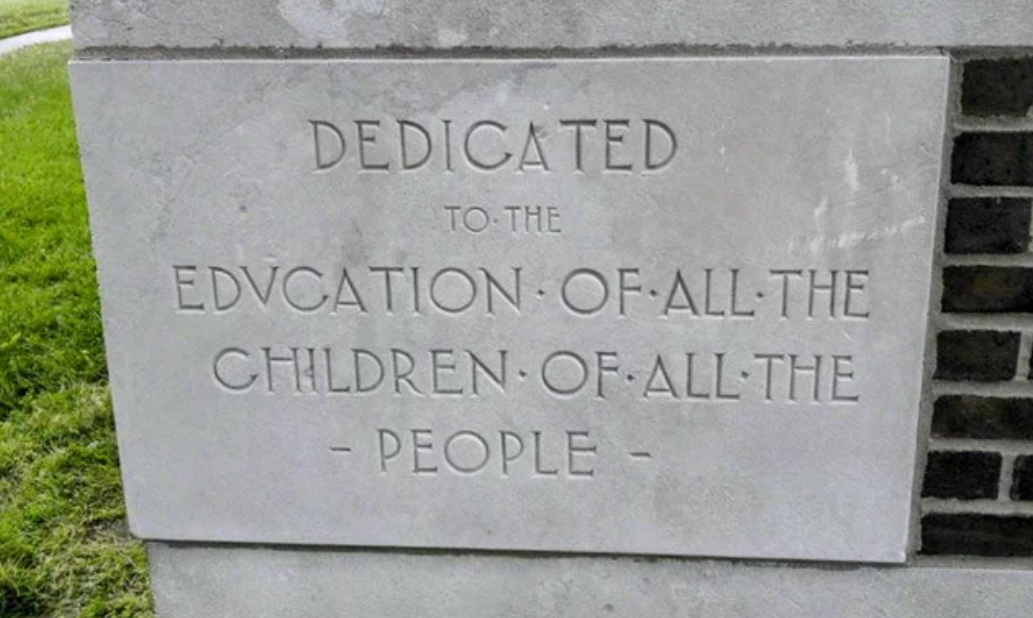 DEDICATED
TO·THE
EDVCATION·OF·ALL·THE
CHILDREN·OF·ALL·THE
- PEOPLE -